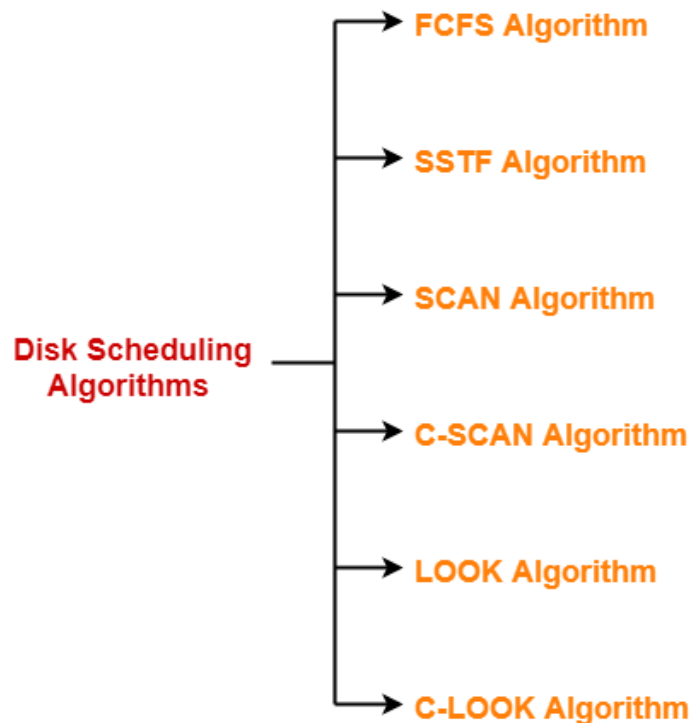 FCFS Algorithm
SSTF Algorithm
SCAN Algorithm
Disk Scheduling
Algorithms
C-SCAN Algorithm
LOOK Algorithm
C-LOOK Algorithm